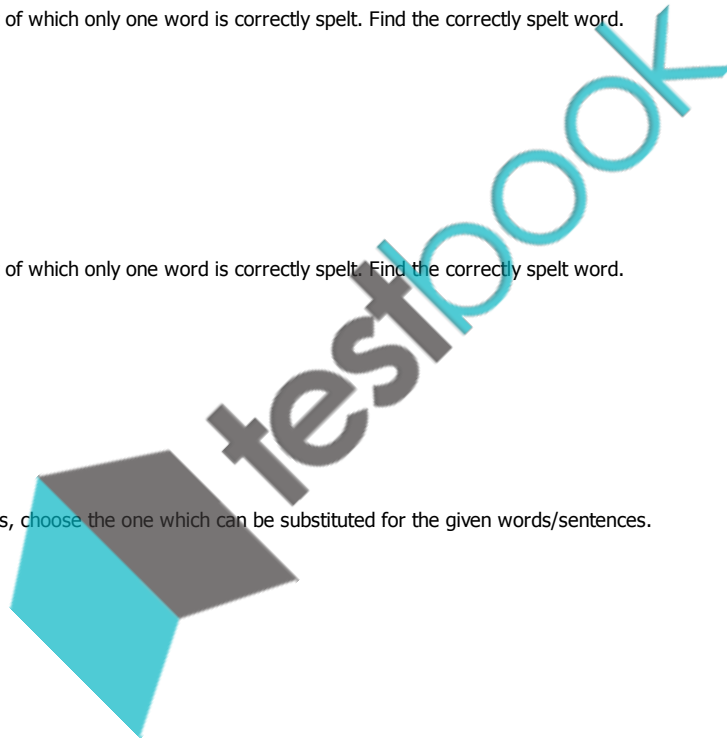 of which only one word is correctly spelt. Find the correctly spelt word.
of which only one word is correctly spelt. Find the correctly spelt word.
testbook
s, choose the one which can be substituted for the given words/sentences.